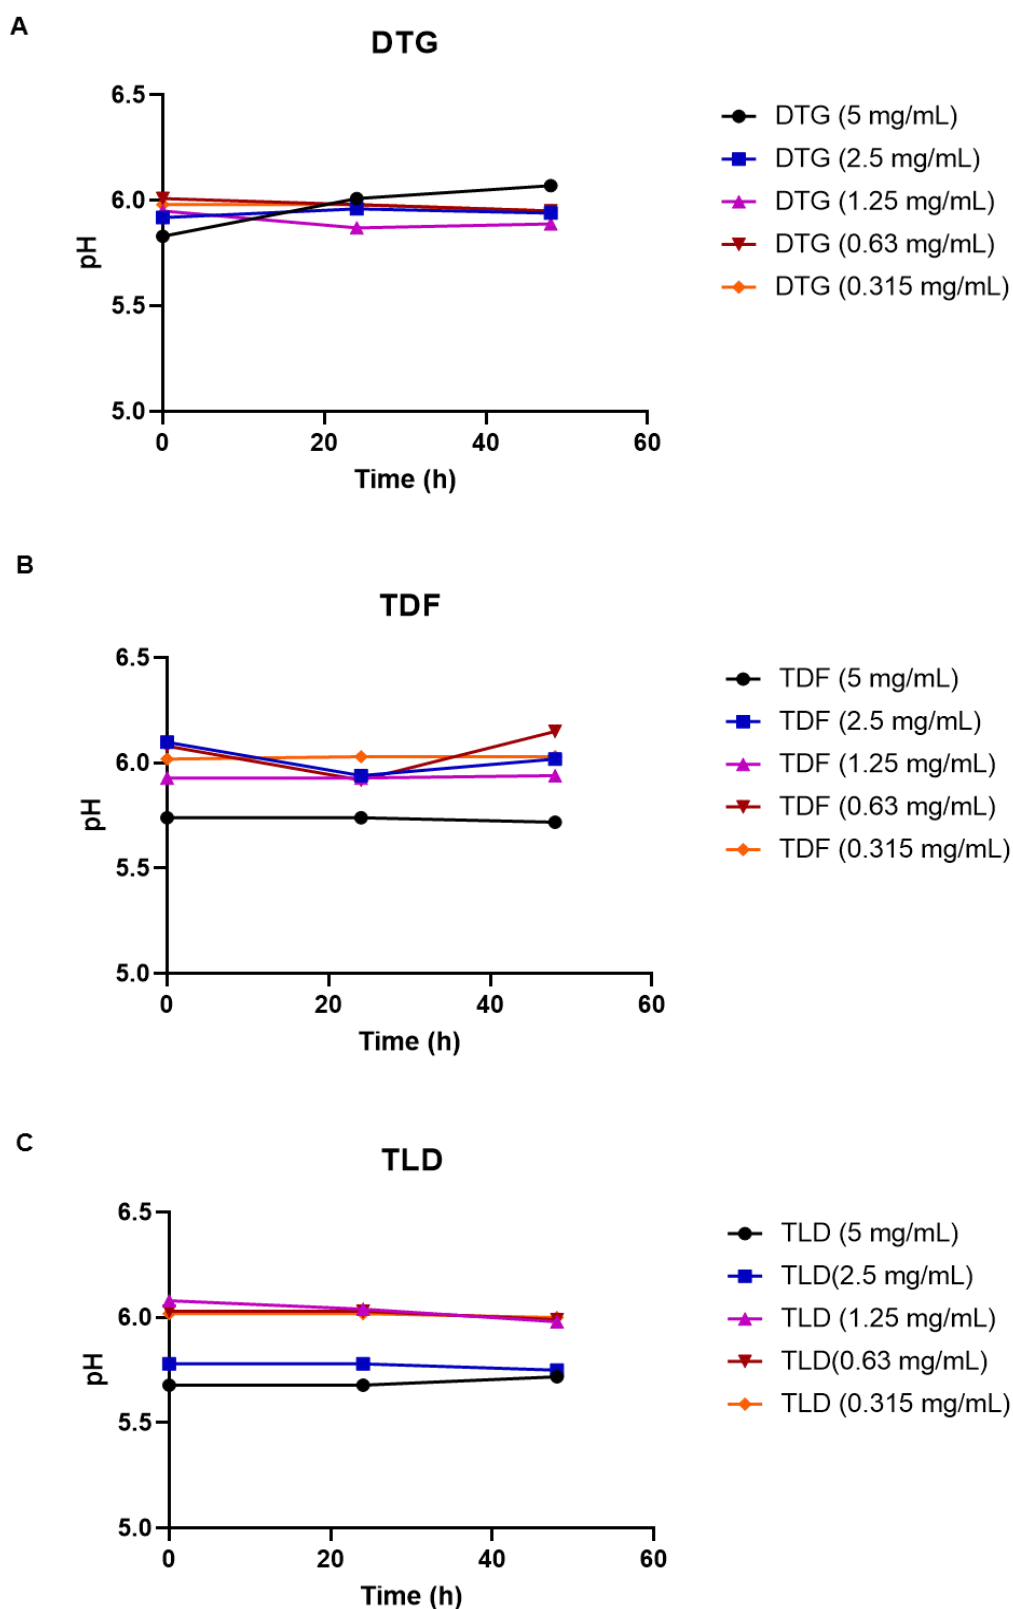 A
DTG
6.5
6.0
5.5
5.0
pH
0 20 40 60
Time (h)
DTG (5 mg/mL)
DTG (2.5 mg/mL)
DTG (1.25 mg/mL)
DTG (0.63 mg/mL)
DTG (0.315 mg/mL)
B
TDF
6.5
6.0
5.5
5.0
pH
0 20 40 60
Time (h)
TDF (5 mg/mL)
TDF (2.5 mg/mL)
TDF (1.25 mg/mL)
TDF (0.63 mg/mL)
TDF (0.315 mg/mL)
C
TLD
6.5
6.0
5.5
5.0
pH
0 20 40 60
Time (h)
TLD (5 mg/mL)
TLD(2.5 mg/mL)
TLD (1.25 mg/mL)
TLD(0.63 mg/mL)
TLD (0.315 mg/mL)